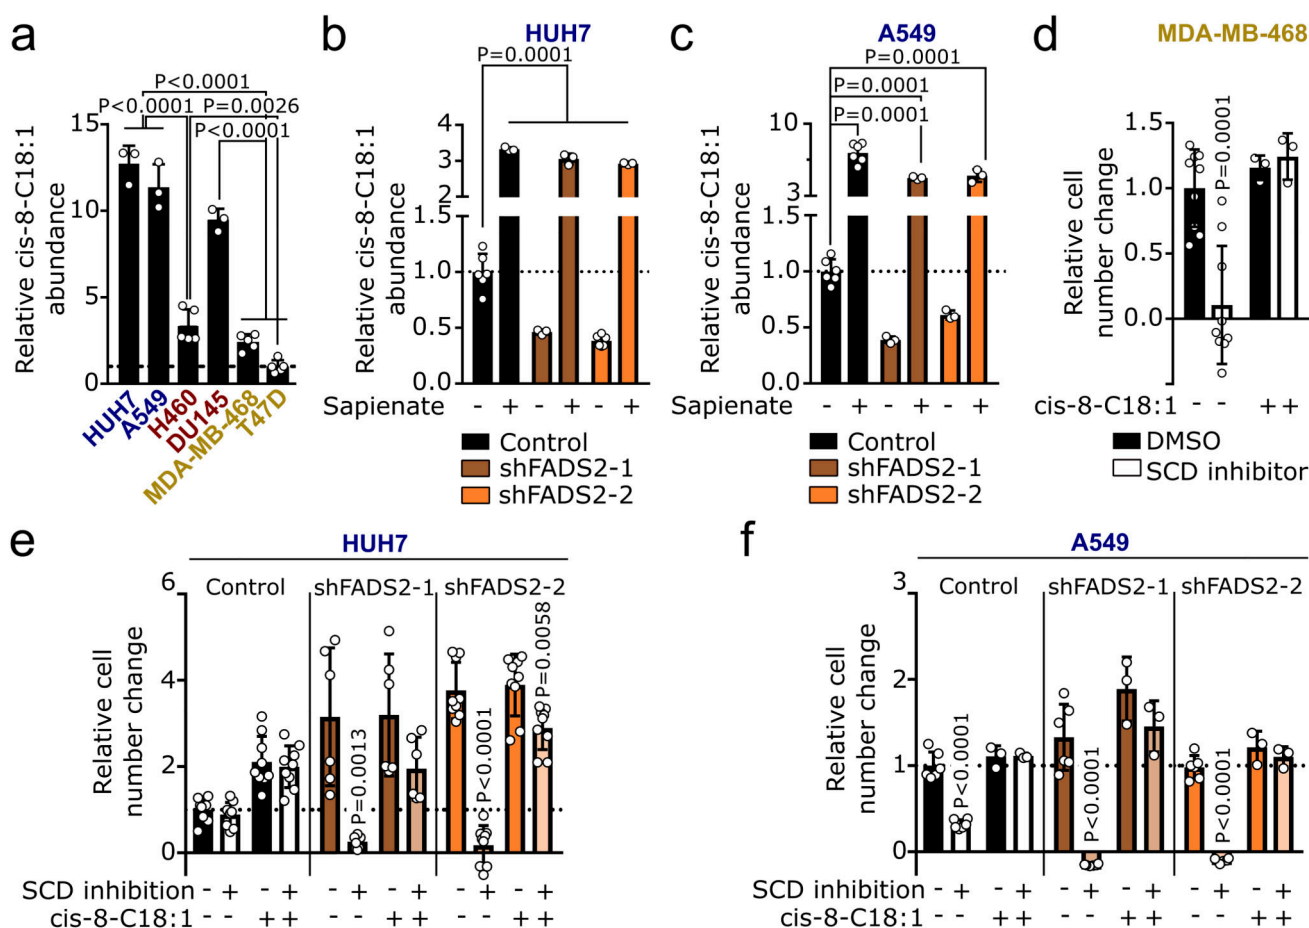 a
P<0.0001
P<0.0001
P=0.0026
P<0.0001
Relative cis-8-C18:1
abundance
15
10
5
0
HUH7
A549
H460
DU145
MDA-MB-468
T47D
b
HUH7
P=0.0001
Relative cis-8-C18:1
abundance
4
3
2
1.5
1.0
0.5
0.0
Sapienate - + - + - +
Control
shFADS2-1
shFADS2-2
c
A549
P=0.0001
P=0.0001
P=0.0001
Relative cis-8-C18:1
abundance
10
3
1.5
1.0
0.5
0.0
Sapienate - + - + - +
Control
shFADS2-1
shFADS2-2
d
MDA-MB-468
P=0.0001
Relative cell
number change
1.5
1.0
0.0
cis-8-C18:1 - - + +
DMSO
SCD inhibitor
e
HUH7
Control
shFADS2-1
shFADS2-2
Relative cell
number change
6
4
2
0
P=0.0013
P<0.0001
P=0.0058
SCD inhibition - + - + - + - + - + - +
cis-8-C18:1 - - + + - - + + - - + +
f
A549
Control
shFADS2-1
shFADS2-2
Relative cell
number change
3
2
1
0
P<0.0001
P<0.0001
P<0.0001
SCD inhibition - + - + - + - + - + - +
cis-8-C18:1 - - + + - - + + - - + +